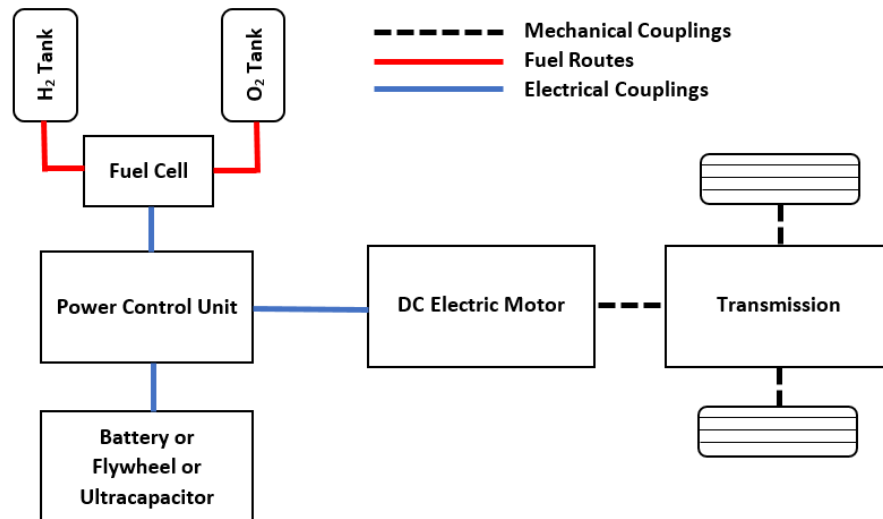 H₂ Tank
O₂ Tank
Mechanical Couplings
Fuel Routes
Electrical Couplings
Fuel Cell
Power Control Unit
DC Electric Motor
Transmission
Battery or
Flywheel or
Ultracapacitor